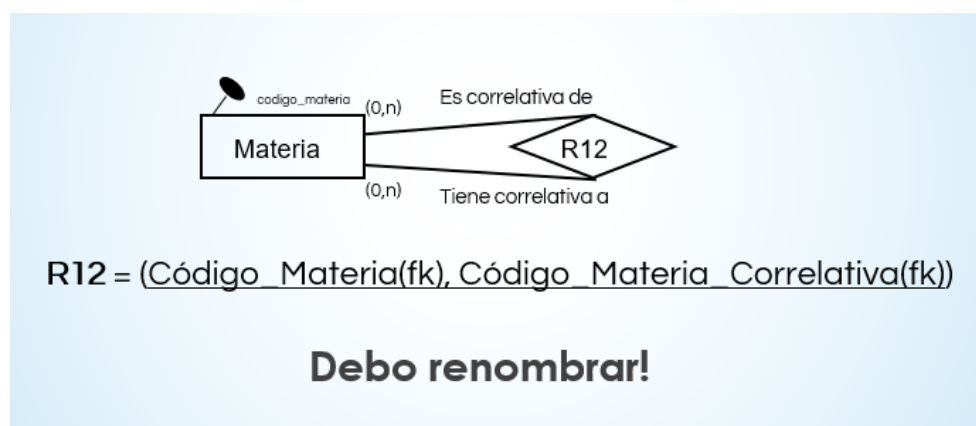 codigo_materia
(0,n)
Es correlativa de
Materia
R12
(0,n)
Tiene correlativa a
R12 = (Código_Materia(fk), Código_Materia_Correlativa(fk))
Debo renombrar!